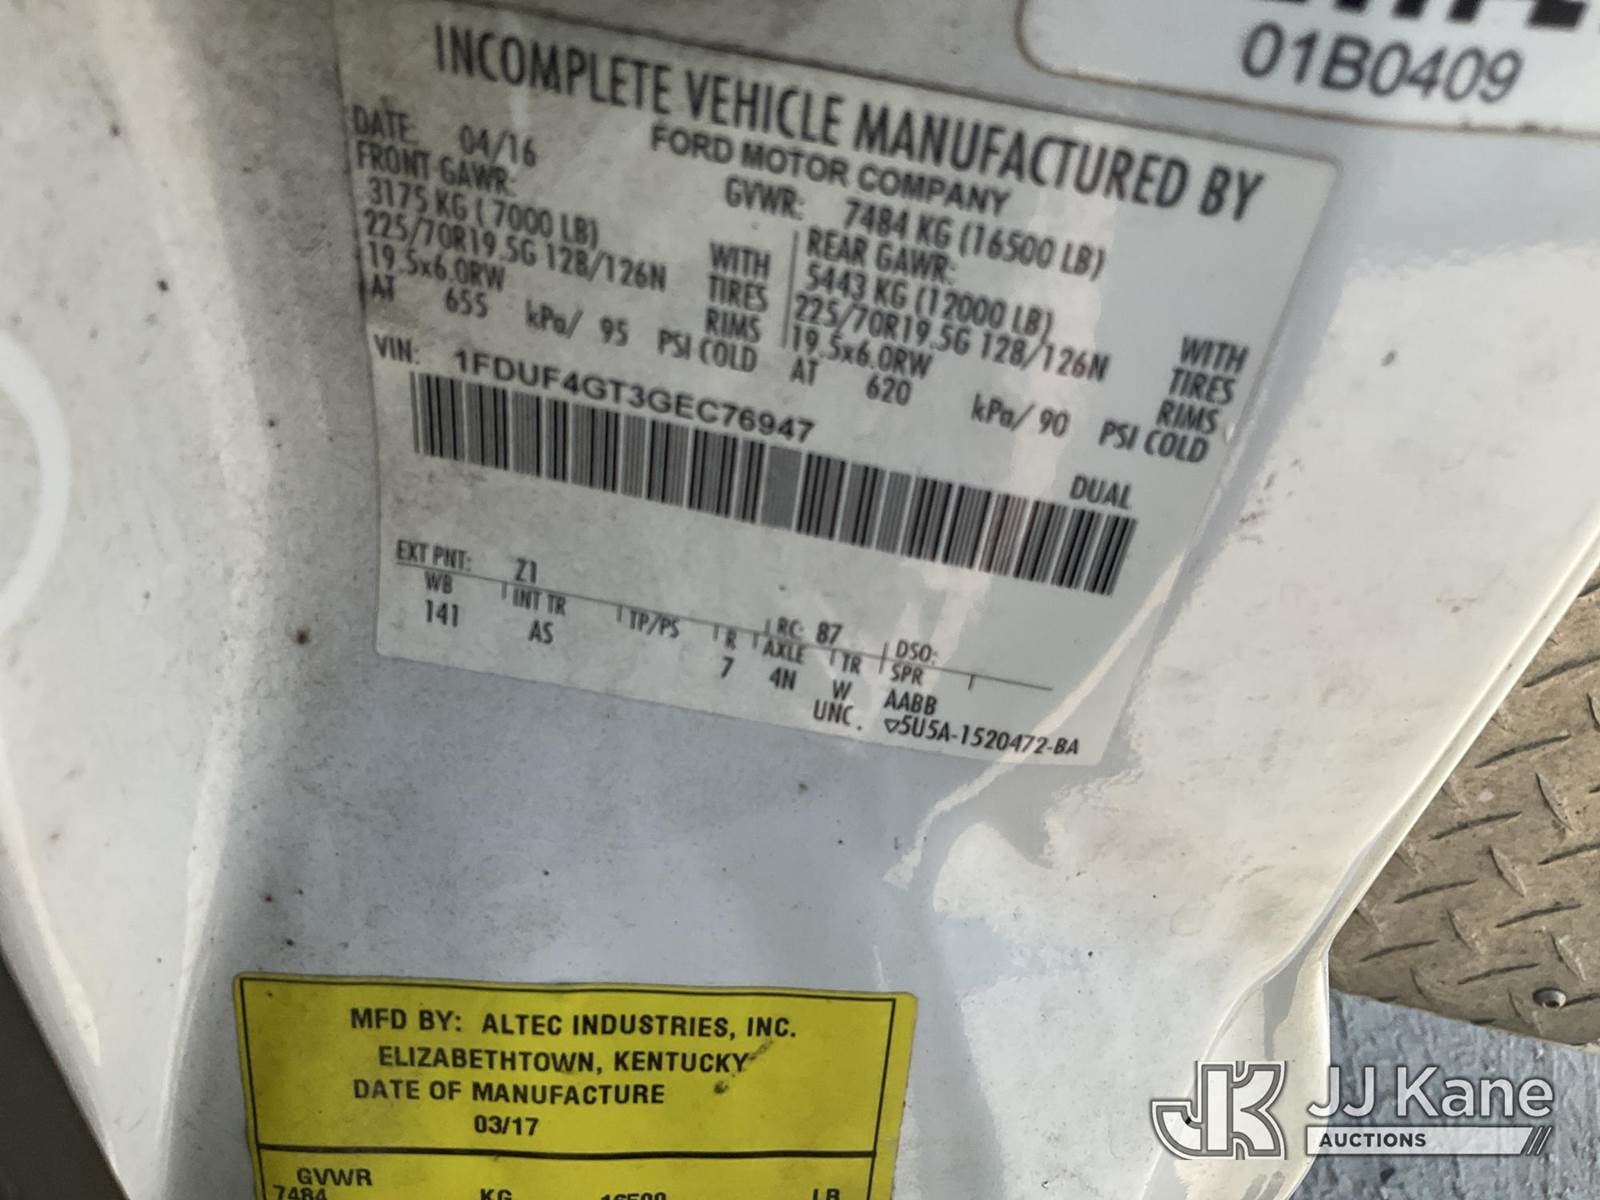 01B0409
INCOMPLETE VEHICLE MANUFACTURED BY
FORD MOTOR COMPANY
DATE: 04/16 GVWR: 7484 KG (16500 LB)
FRONT GAWR: REAR GAWR:
3175 KG ( 7000 LB) WITH 5443 KG (12000 LB) WITH
225/70R19.5G 128/126N TIRES 225/70R19.5G 128/126N TIRES
19.5x6.0RW RIMS 19.5x6.0RW RIMS
AT 655 kPa/ 95 PSI COLD AT 620 kPa/ 90 PSI COLD
VIN: 1FDUF4GT3GEC76947
DUAL
EXT PNT: Z1 RC: 87 DSO:
WB INT TR TP/PS R AXLE TR SPR
141 AS 7 4N W AABB
UNC. ▽5U5A-1520472-BA
MFD BY: ALTEC INDUSTRIES, INC.
ELIZABETHTOWN, KENTUCKY
DATE OF MANUFACTURE
03/17
GVWR
7484 KG 16500 LB
JJ Kane
AUCTIONS